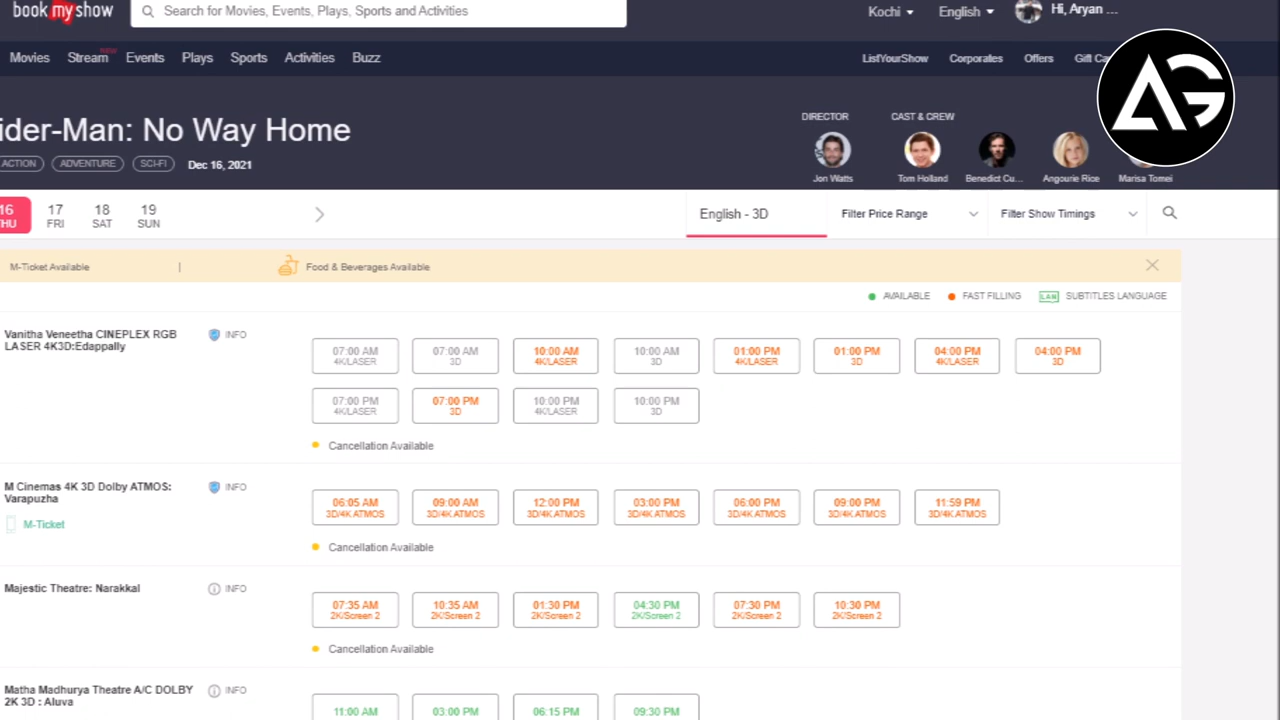 book my show
Search for Movies, Events, Plays, Sports and Activities
Kochi
English
Hi, Aryan ...
Movies Stream Events Plays Sports Activities Buzz
ListYourShow Corporates Offers
AG
ider-Man: No Way Home
ACTION ADVENTURE SCI-FI Dec 16, 2021
DIRECTOR CAST & CREW
Jon Watts Tom Holland Benedict Cu... Angourie Rice Marisa Tomei
16 17 18 19
THU FRI SAT SUN
English - 3D Filter Price Range Filter Show Timings
M-Ticket Available | Food & Beverages Available
AVAILABLE FAST FILLING LAN SUBTITLES LANGUAGE
Vanitha Veneetha CINEPLEX RGB
LASER 4K3D:Edappally
INFO
07:00 AM 07:00 AM 10:00 AM 10:00 AM 01:00 PM 01:00 PM 04:00 PM 04:00 PM
4K/LASER 3D 4K/LASER 3D 4K/LASER 3D 4K/LASER 3D
07:00 PM 07:00 PM 10:00 PM 10:00 PM
4K/LASER 3D 4K/LASER 3D
Cancellation Available
M Cinemas 4K 3D Dolby ATMOS:
Varapuzha
INFO
M-Ticket
06:05 AM 09:00 AM 12:00 PM 03:00 PM 06:00 PM 09:00 PM 11:59 PM
3D/4K ATMOS 3D/4K ATMOS 3D/4K ATMOS 3D/4K ATMOS 3D/4K ATMOS 3D/4K ATMOS 3D/4K ATMOS
Cancellation Available
Majestic Theatre: Narakkal
INFO
07:35 AM 10:35 AM 01:30 PM 04:30 PM 07:30 PM 10:30 PM
2K/Screen 2 2K/Screen 2 2K/Screen 2 2K/Screen 2 2K/Screen 2 2K/Screen 2
Cancellation Available
Matha Madhurya Theatre A/C DOLBY
2K 3D : Aluva
INFO
11:00 AM 03:00 PM 06:15 PM 09:30 PM